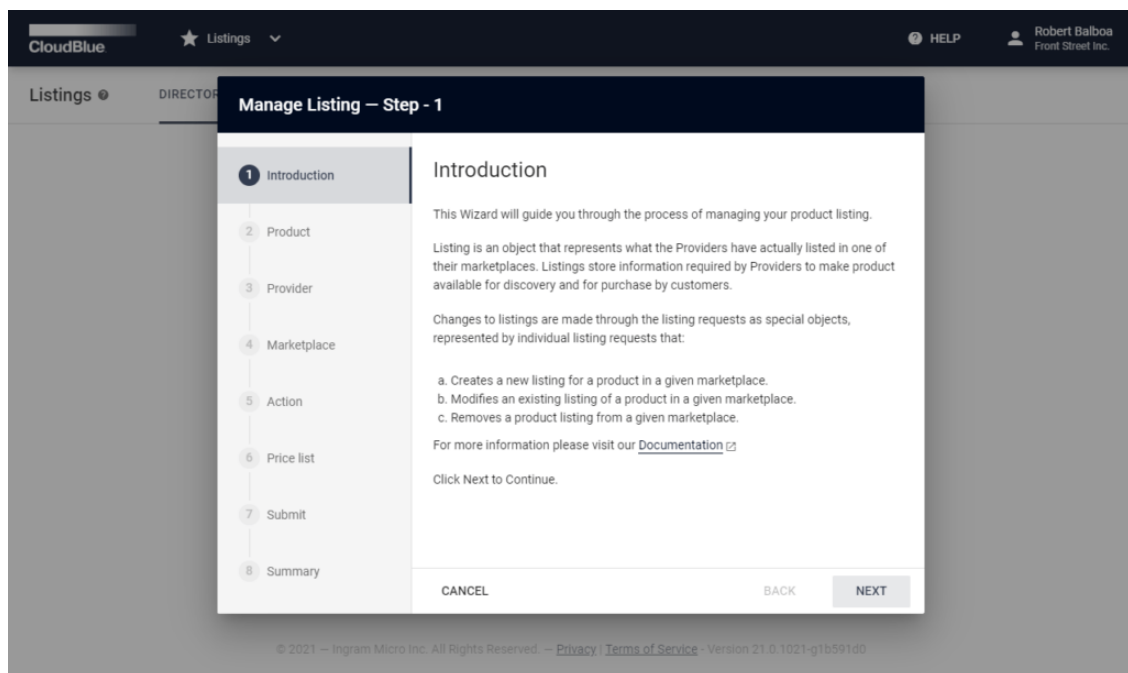 CloudBlue
Listings
HELP
Robert Balboa
Front Street Inc.
Listings
DIRECTOR
Manage Listing — Step - 1
1 Introduction
2 Product
3 Provider
4 Marketplace
5 Action
6 Price list
7 Submit
8 Summary
Introduction
This Wizard will guide you through the process of managing your product listing.
Listing is an object that represents what the Providers have actually listed in one of
their marketplaces. Listings store information required by Providers to make product
available for discovery and for purchase by customers.
Changes to listings are made through the listing requests as special objects,
represented by individual listing requests that:
a. Creates a new listing for a product in a given marketplace.
b. Modifies an existing listing of a product in a given marketplace.
c. Removes a product listing from a given marketplace.
For more information please visit our Documentation
Click Next to Continue.
CANCEL
BACK
NEXT
© 2021 — Ingram Micro Inc. All Rights Reserved. — Privacy | Terms of Service - Version 21.0.1021-g1b591d0